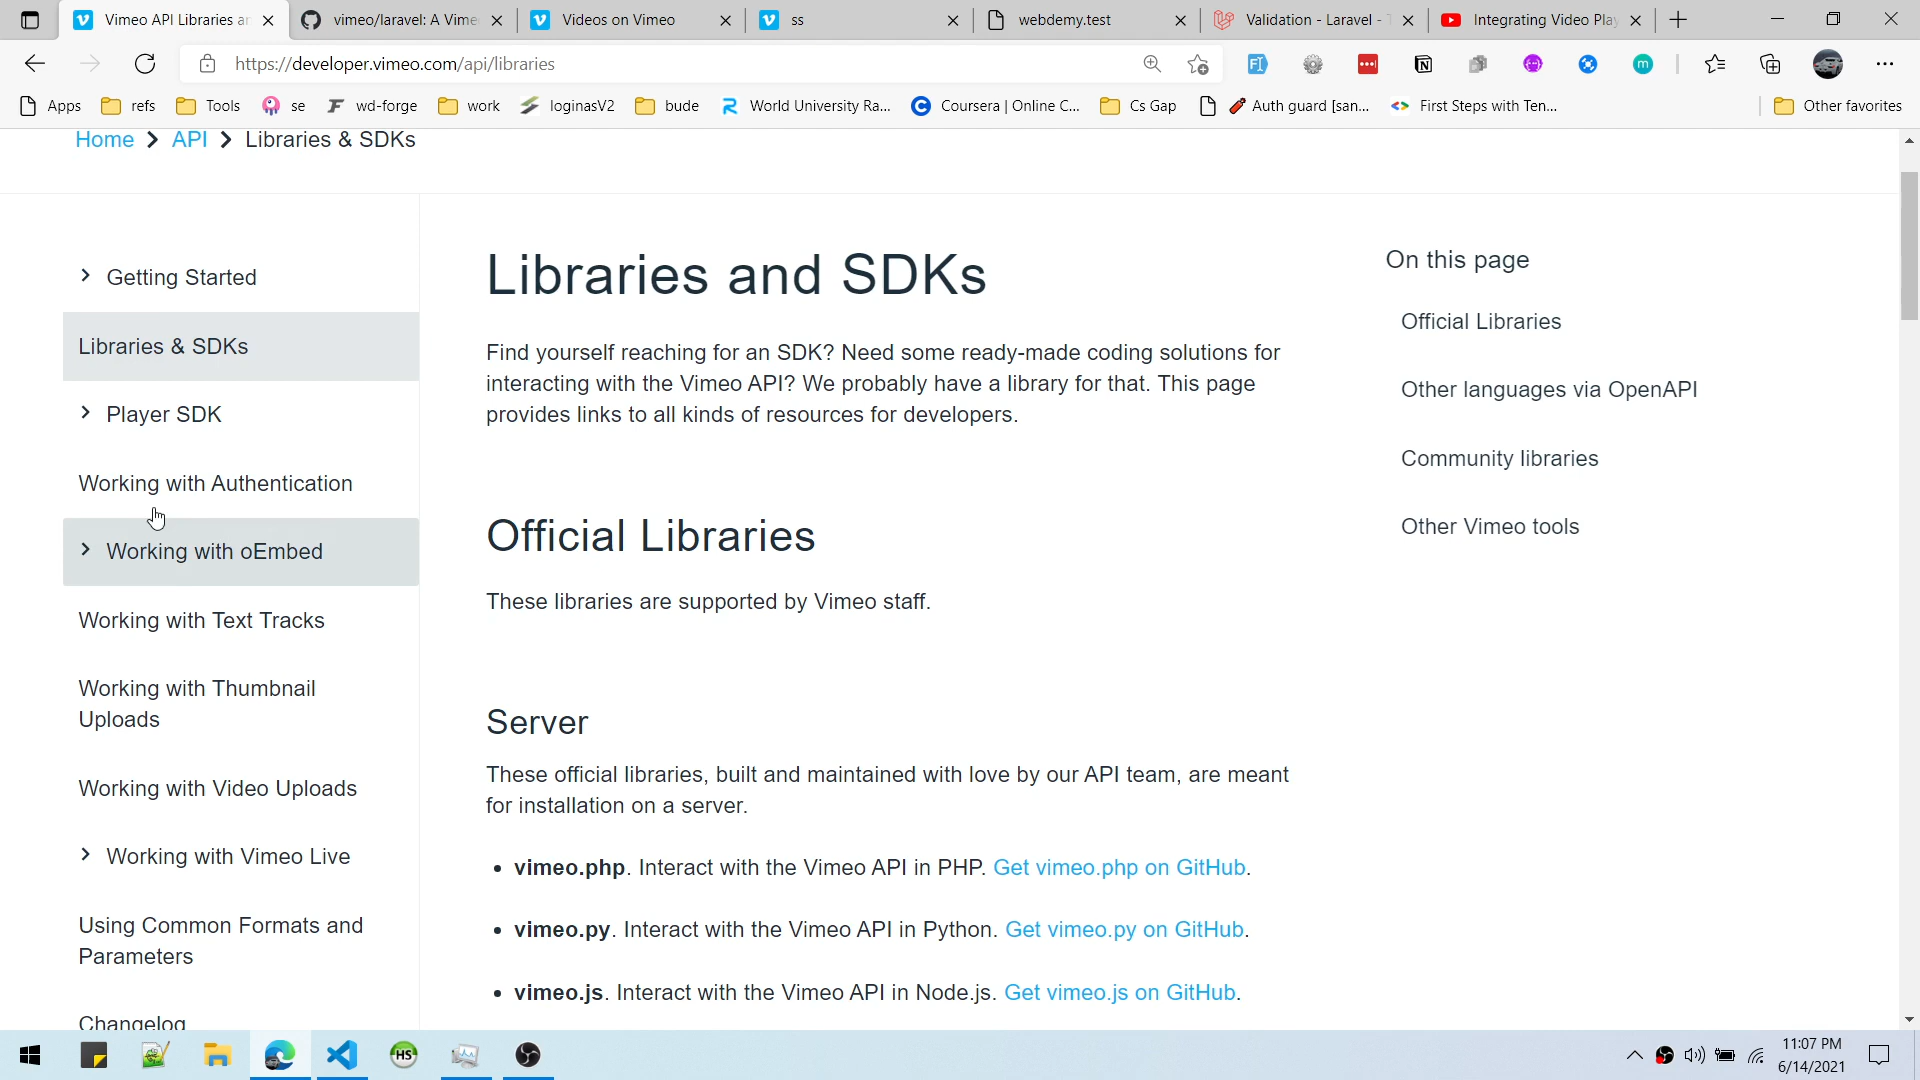 Vimeo API Libraries an
vimeo/laravel: A Vime
Videos on Vimeo
ss
webdemy.test
Validation - Laravel - T
Integrating Video Play
https://developer.vimeo.com/api/libraries
Apps
refs
Tools
se
wd-forge
work
loginasV2
bude
World University Ra...
Coursera | Online C...
Cs Gap
Auth guard [san...
First Steps with Ten...
Other favorites
Home > API > Libraries & SDKs
Getting Started
Libraries & SDKs
Player SDK
Working with Authentication
Working with oEmbed
Working with Text Tracks
Working with Thumbnail
Uploads
Working with Video Uploads
Working with Vimeo Live
Using Common Formats and
Parameters
Changelog
Libraries and SDKs
Find yourself reaching for an SDK? Need some ready-made coding solutions for
interacting with the Vimeo API? We probably have a library for that. This page
provides links to all kinds of resources for developers.
Official Libraries
These libraries are supported by Vimeo staff.
Server
These official libraries, built and maintained with love by our API team, are meant
for installation on a server.
• vimeo.php. Interact with the Vimeo API in PHP. Get vimeo.php on GitHub.
• vimeo.py. Interact with the Vimeo API in Python. Get vimeo.py on GitHub.
• vimeo.js. Interact with the Vimeo API in Node.js. Get vimeo.js on GitHub.
On this page
Official Libraries
Other languages via OpenAPI
Community libraries
Other Vimeo tools
HS
11:07 PM
6/14/2021